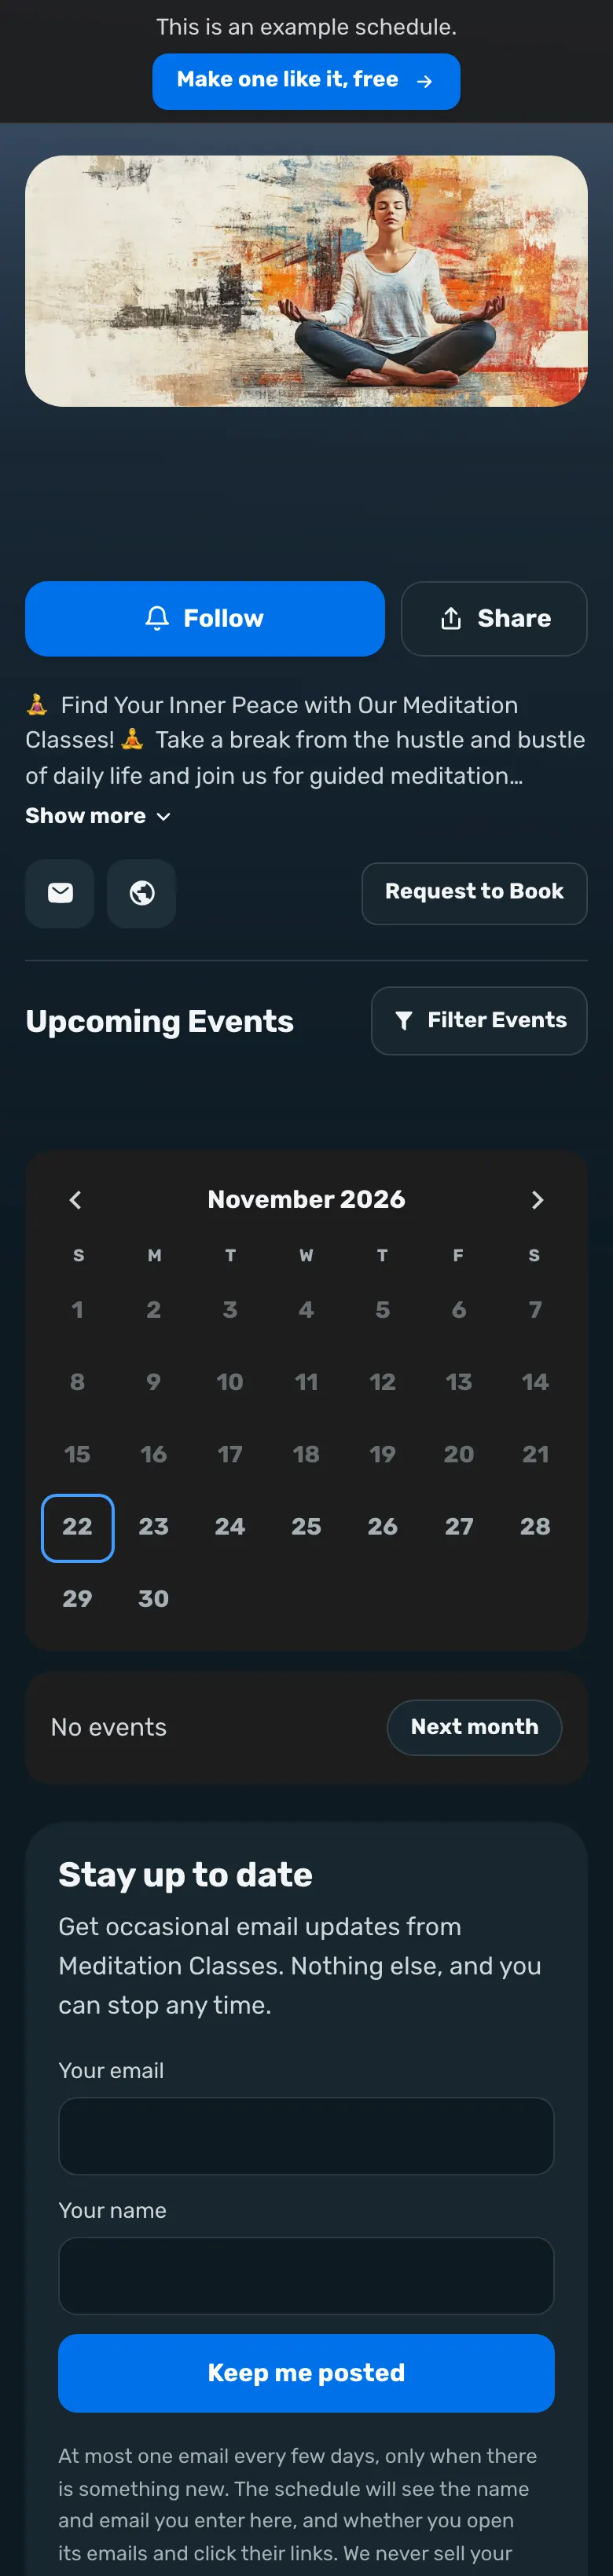 This is an example schedule.
Make one like it, free →
Follow
Share
🧘 Find Your Inner Peace with Our Meditation
Classes! 🧘 Take a break from the hustle and bustle
of daily life and join us for guided meditation...
Show more
Request to Book
Upcoming Events
Filter Events
November 2026
S M T W T F S
1 2 3 4 5 6 7
8 9 10 11 12 13 14
15 16 17 18 19 20 21
22 23 24 25 26 27 28
29 30
No events
Next month
Stay up to date
Get occasional email updates from
Meditation Classes. Nothing else, and you
can stop any time.
Your email
Your name
Keep me posted
At most one email every few days, only when there
is something new. The schedule will see the name
and email you enter here, and whether you open
its emails and click their links. We never sell your